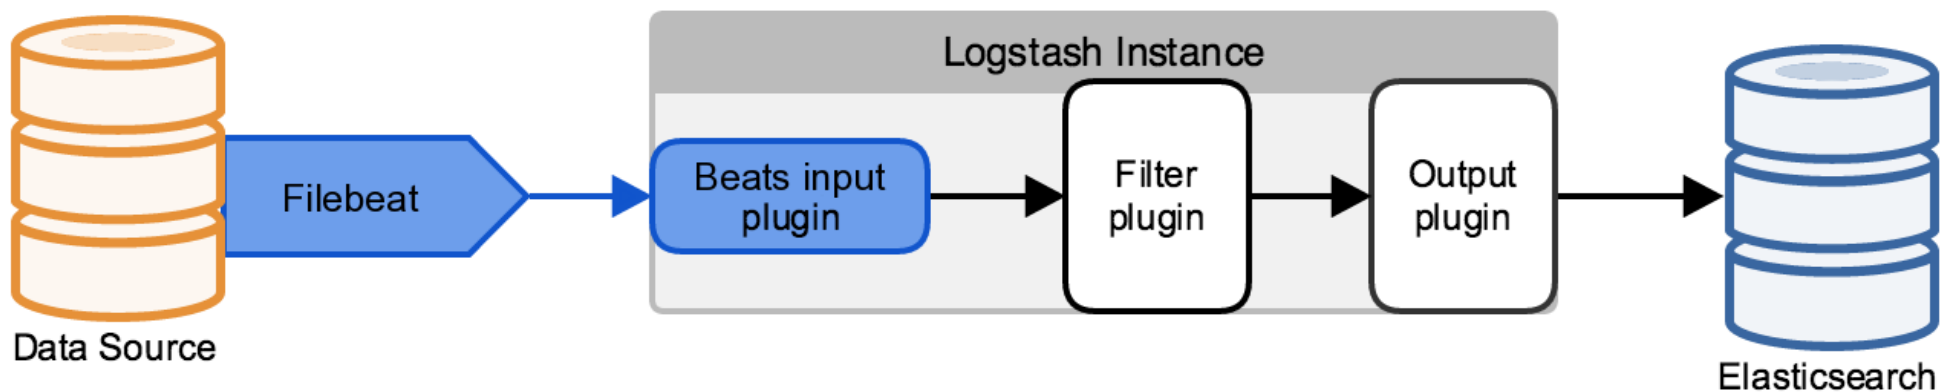 Logstash Instance
Filebeat
Beats input
plugin
Filter
plugin
Output
plugin
Data Source
Elasticsearch